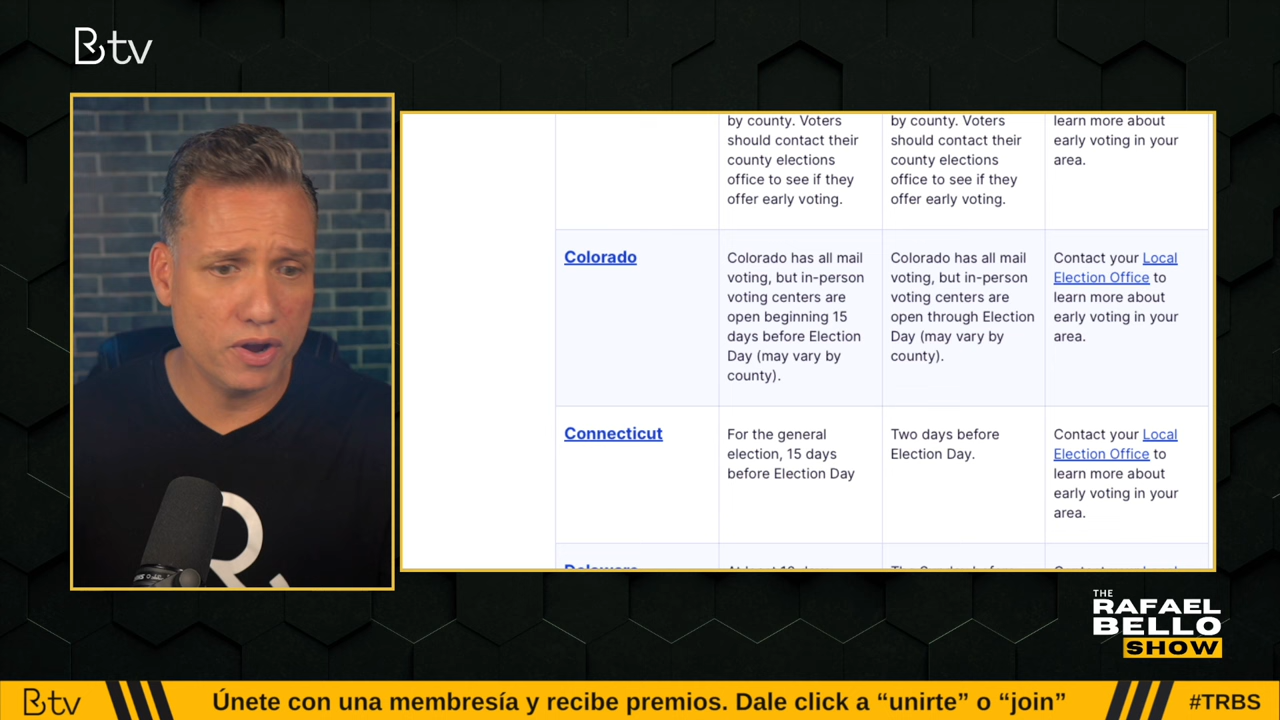 Btv
by county. Voters
should contact their
county elections
office to see if they
offer early voting.
by county. Voters
should contact their
county elections
office to see if they
offer early voting.
learn more about
early voting in your
area.
Colorado
Colorado has all mail
voting, but in-person
voting centers are
open beginning 15
days before Election
Day (may vary by
county).
Colorado has all mail
voting, but in-person
voting centers are
open through Election
Day (may vary by
county).
Contact your Local
Election Office to
learn more about
early voting in your
area.
Connecticut
For the general
election, 15 days
before Election Day
Two days before
Election Day.
Contact your Local
Election Office to
learn more about
early voting in your
area.
R
THE
RAFAEL
BELLO
SHOW
Btv
Únete con una membresía y recibe premios. Dale click a “unirte” o “join”
#TRBS